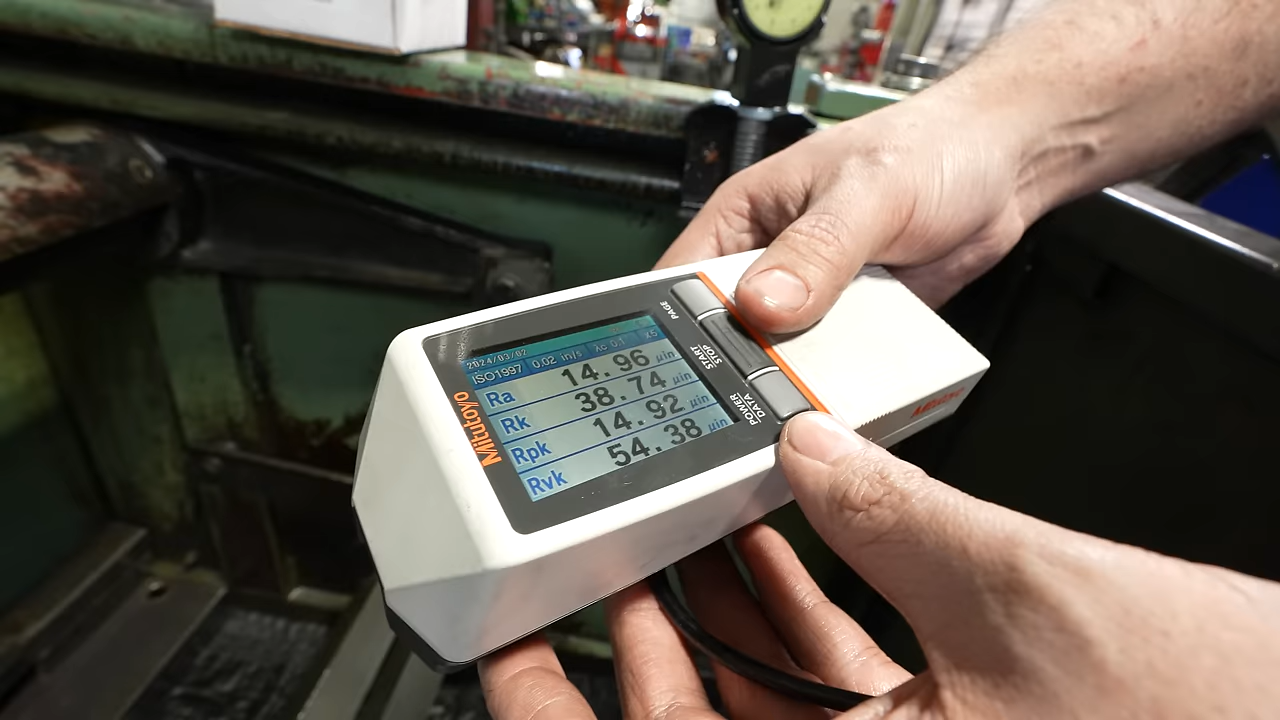 2024/03/02
ISO1997 0.02 in/s λc 0.1 x5
Ra 14.96 µin
Rk 38.74 µin
Rpk 14.92 µin
Rvk 54.38 µin
Mitutoyo
PAGE
START
STOP
POWER
DATA